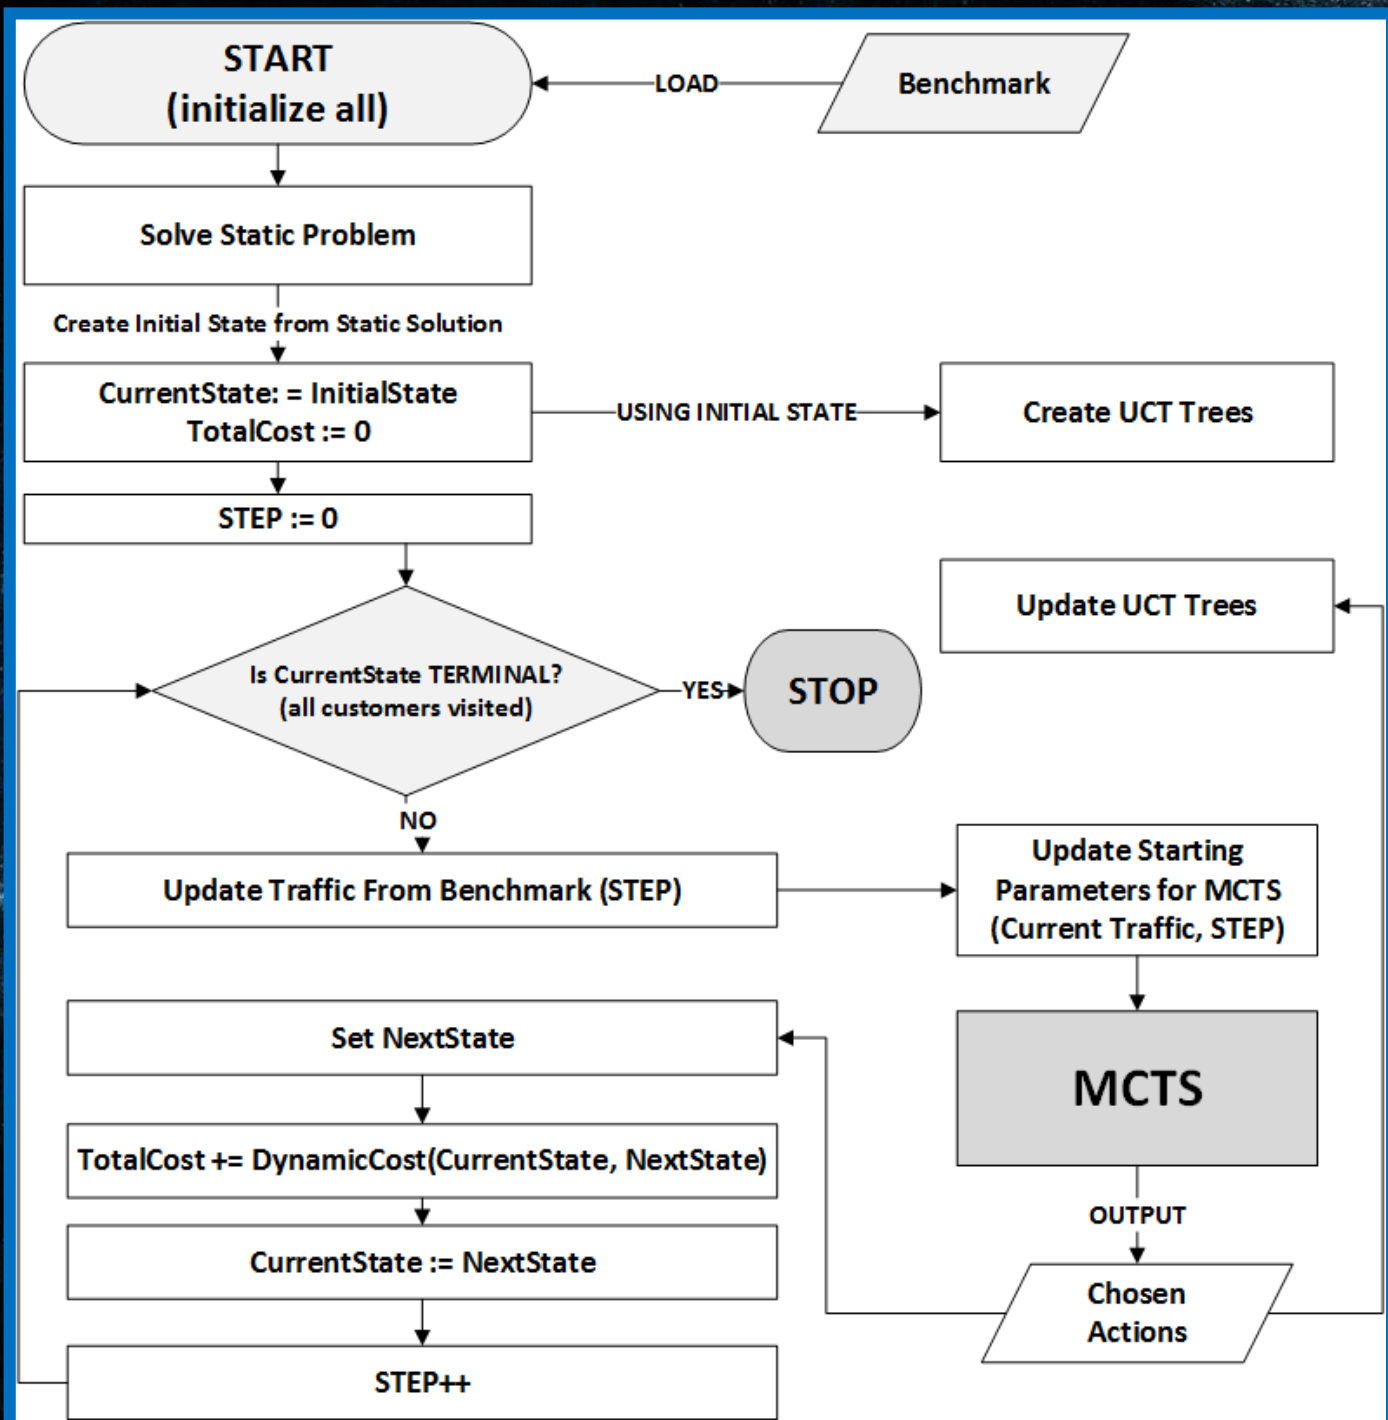 START
(initialize all)
LOAD
Benchmark
Solve Static Problem
Create Initial State from Static Solution
CurrentState: = InitialState
TotalCost := 0
USING INITIAL STATE
Create UCT Trees
STEP := 0
Update UCT Trees
Is CurrentState TERMINAL?
(all customers visited)
YES
STOP
NO
Update Traffic From Benchmark (STEP)
Update Starting
Parameters for MCTS
(Current Traffic, STEP)
Set NextState
MCTS
TotalCost += DynamicCost(CurrentState, NextState)
OUTPUT
CurrentState := NextState
Chosen
Actions
STEP++